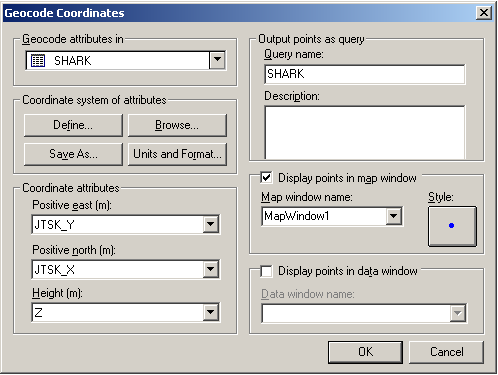 Geocode Coordinates
Geocode attributes in
SHARK
Coordinate system of attributes
Define...
Browse...
Save As...
Units and Format...
Coordinate attributes
Positive east (m):
JTSK_Y
Positive north (m):
JTSK_X
Height (m):
Z
Output points as query
Query name:
SHARK
Description:
Display points in map window
Map window name:
MapWindow1
Style:
Display points in data window
Data window name:
OK
Cancel